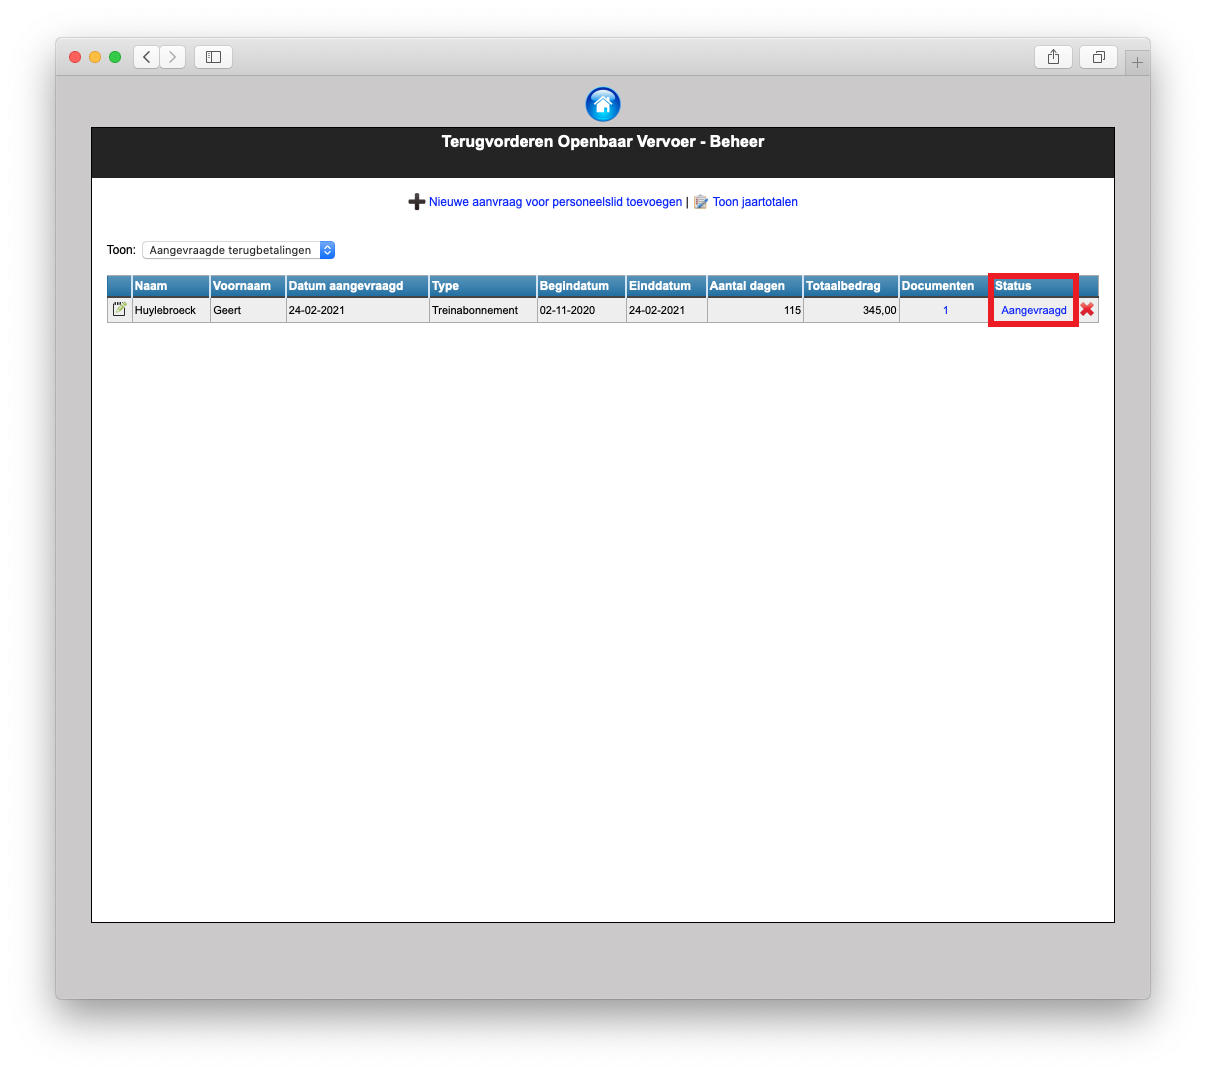 Terugvorderen Openbaar Vervoer - Beheer
Nieuwe aanvraag voor personeelslid toevoegen | Toon jaartotalen
Toon: Aangevraagde terugbetalingen
Naam Voornaam Datum aangevraagd Type Begindatum Einddatum Aantal dagen Totaalbedrag Documenten Status
Huylebroeck Geert 24-02-2021 Treinabonnement 02-11-2020 24-02-2021 115 345,00 1 Aangevraagd